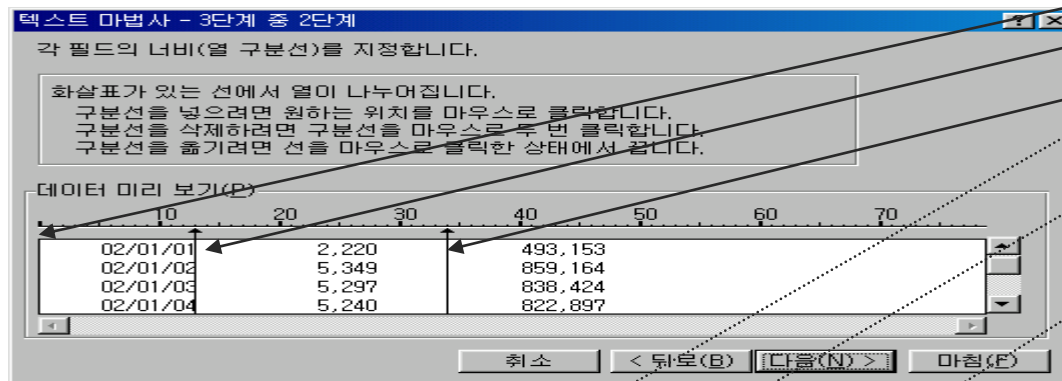 텍스트 마법사 - 3단계 중 2단계
각 필드의 너비(열 구분선)를 지정합니다.
화살표가 있는 선에서 열이 나누어집니다.
구분선을 넣으려면 원하는 위치를 마우스로 클릭합니다.
구분선을 삭제하려면 구분선을 마우스로 두 번 클릭합니다.
구분선을 옮기려면 선을 마우스로 클릭한 상태에서 끕니다.
데이터 미리 보기(P)
10 20 30 40 50 60 70
02/01/01 2,220 493,153
02/01/02 5,349 859,164
02/01/03 5,297 838,424
02/01/04 5,240 822,897
취소 < 뒤로(B) 다음(N) > 마침(F)